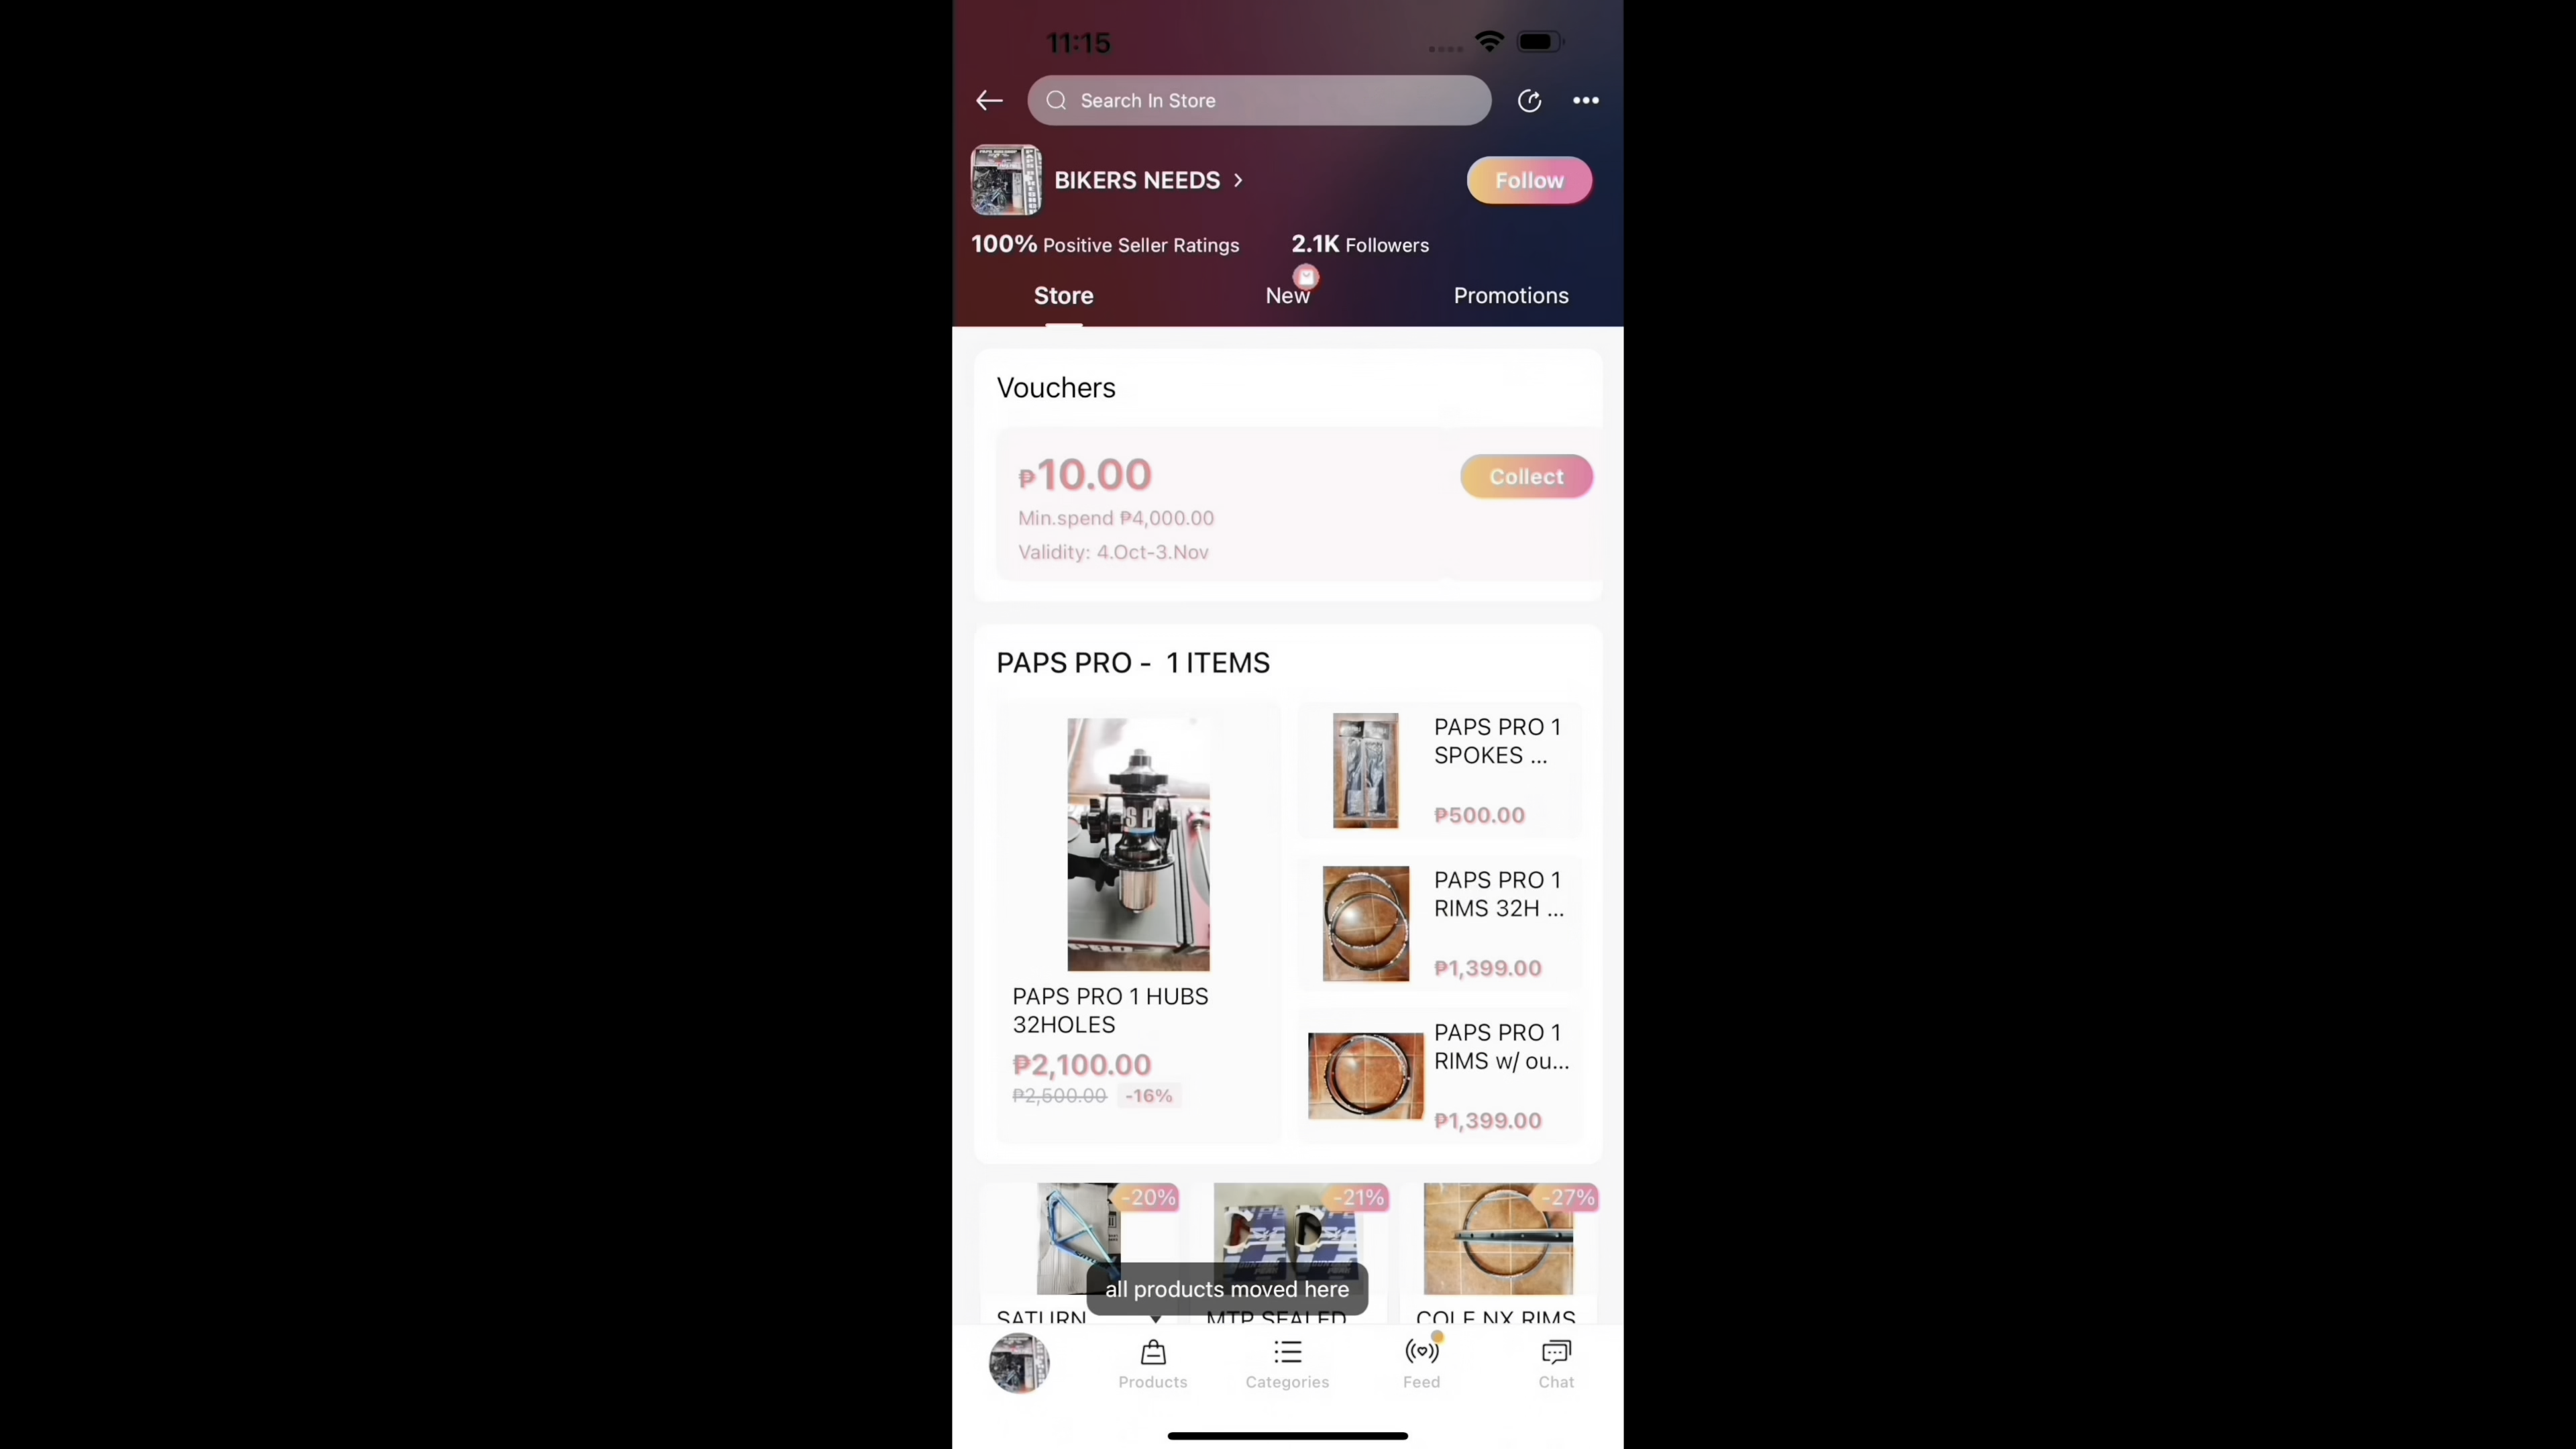 11:15
Search In Store
BIKERS NEEDS
Follow
100% Positive Seller Ratings
2.1K Followers
Store
New
Promotions
Vouchers
₱10.00
Collect
Min.spend ₱4,000.00
Validity: 4.Oct-3.Nov
PAPS PRO - 1 ITEMS
PAPS PRO 1 HUBS
32HOLES
₱2,100.00
₱2,500.00 -16%
PAPS PRO 1
SPOKES ...
₱500.00
PAPS PRO 1
RIMS 32H ...
₱1,399.00
PAPS PRO 1
RIMS w/ ou...
₱1,399.00
-20%
-21%
-27%
all products moved here
SATURN
MTP SEALED
COLE NX RIMS
Products
Categories
Feed
Chat